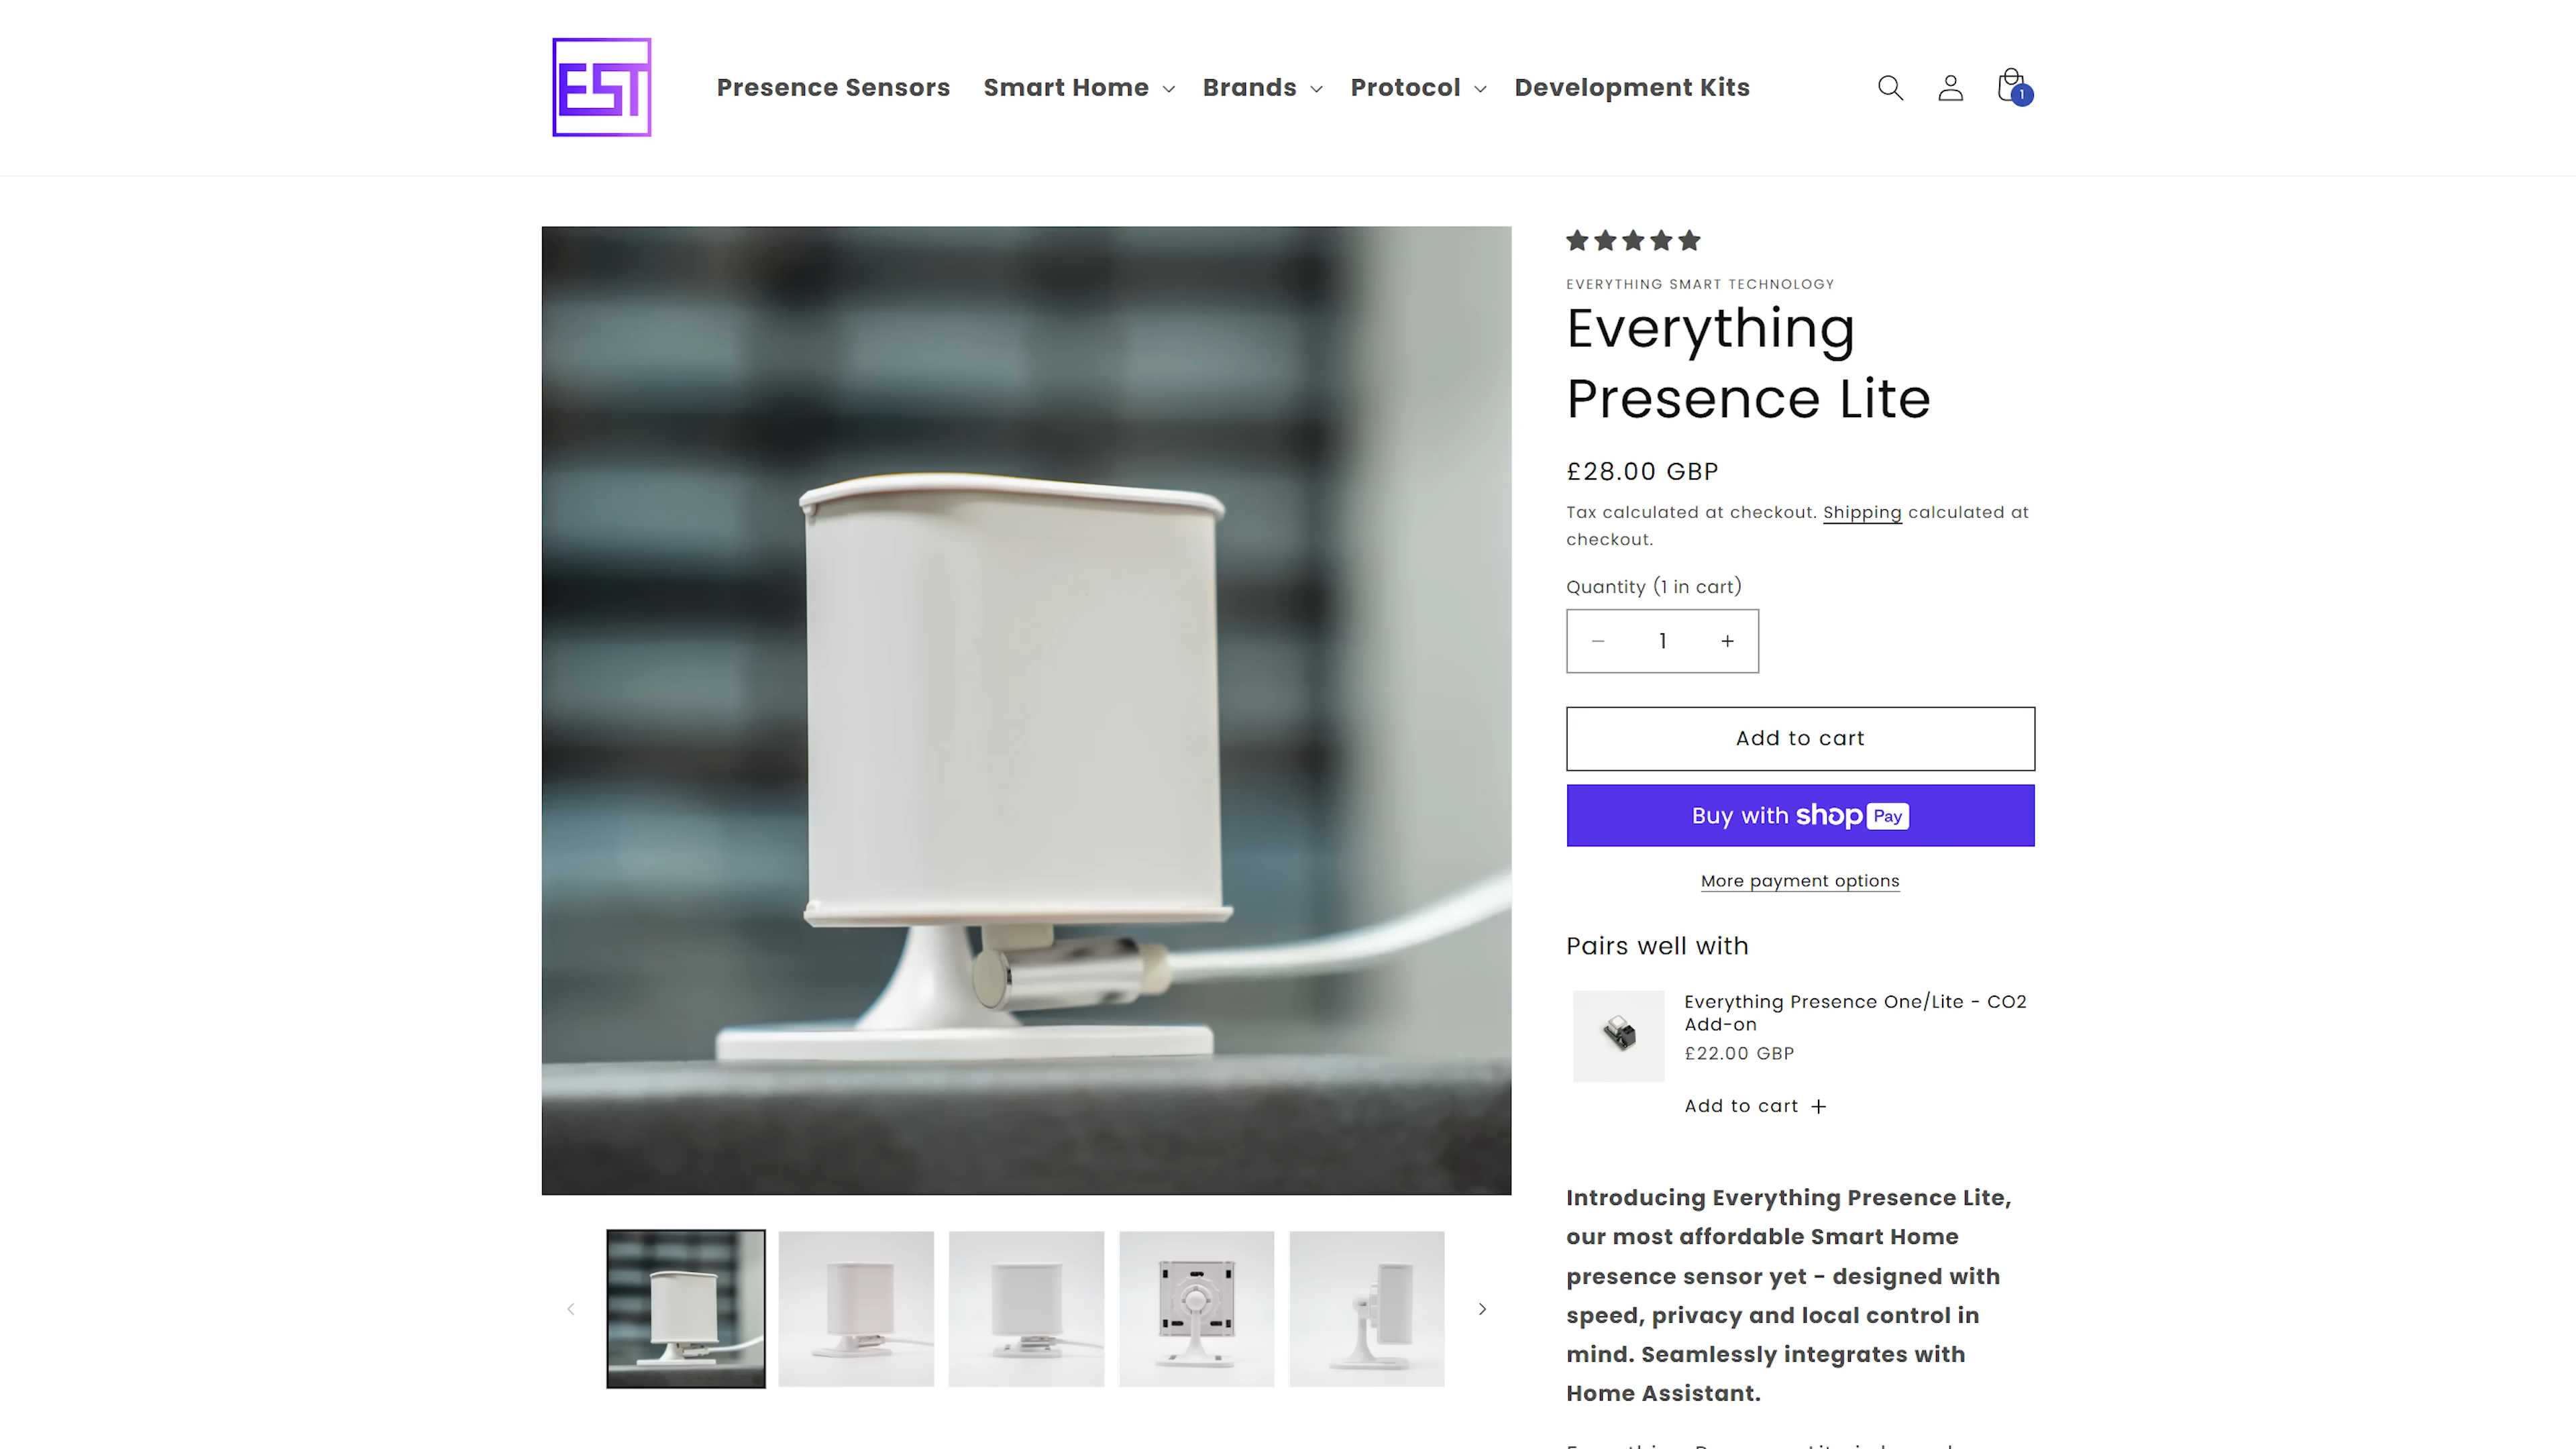 EST
Presence Sensors
Smart Home
Brands
Protocol
Development Kits
1
EVERYTHING SMART TECHNOLOGY
Everything
Presence Lite
£28.00 GBP
Tax calculated at checkout. Shipping calculated at
checkout.
Quantity (1 in cart)
1
Add to cart
Buy with shop Pay
More payment options
Pairs well with
Everything Presence One/Lite - CO2
Add-on
£22.00 GBP
Add to cart
Introducing Everything Presence Lite,
our most affordable Smart Home
presence sensor yet - designed with
speed, privacy and local control in
mind. Seamlessly integrates with
Home Assistant.